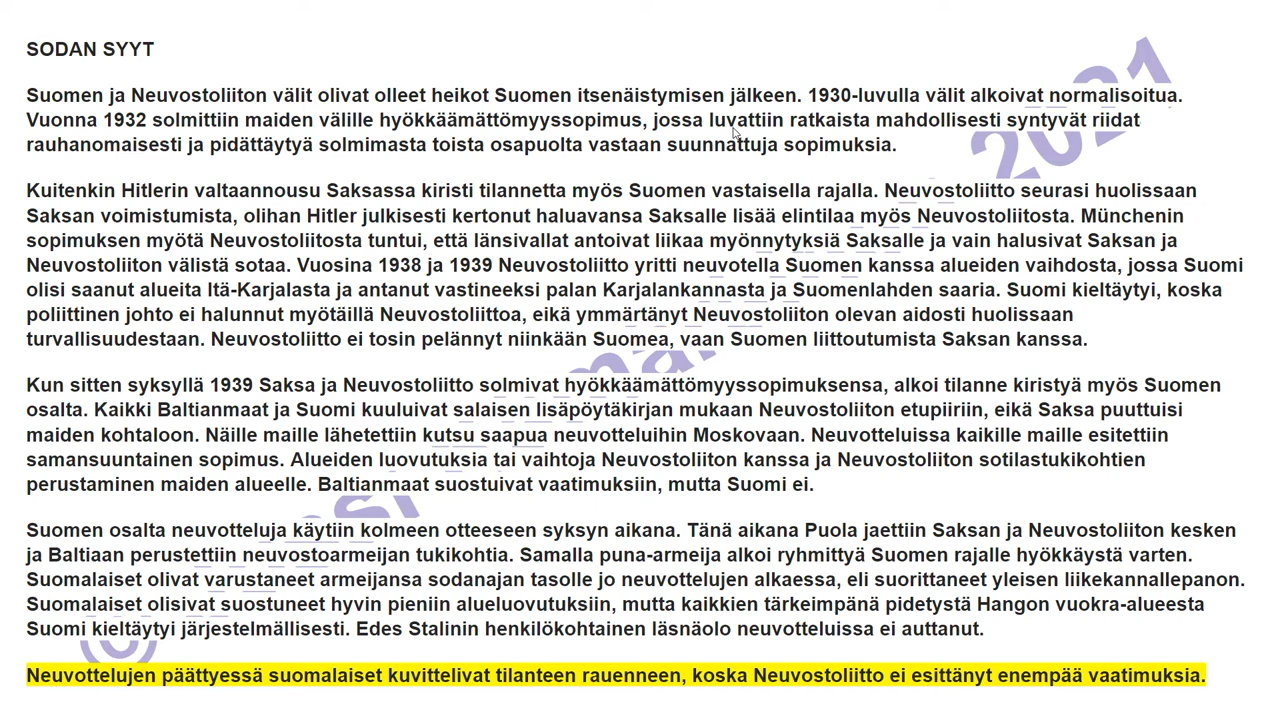 SODAN SYYT
Suomen ja Neuvostoliiton välit olivat olleet heikot Suomen itsenäistymisen jälkeen. 1930-luvulla välit alkoivat normalisoitua.
Vuonna 1932 solmittiin maiden välille hyökkäämättömyyssopimus, jossa luvattiin ratkaista mahdollisesti syntyvät riidat
rauhanomaisesti ja pidättäytyä solmimasta toista osapuolta vastaan suunnattuja sopimuksia.
Kuitenkin Hitlerin valtaannousu Saksassa kiristi tilannetta myös Suomen vastaisella rajalla. Neuvostoliitto seurasi huolissaan
Saksan voimistumista, olihan Hitler julkisesti kertonut haluavansa Saksalle lisää elintilaa myös Neuvostoliitosta. Münchenin
sopimuksen myötä Neuvostoliitosta tuntui, että länsivallat antoivat liikaa myönnytyksiä Saksalle ja vain halusivat Saksan ja
Neuvostoliiton välistä sotaa. Vuosina 1938 ja 1939 Neuvostoliitto yritti neuvotella Suomen kanssa alueiden vaihdosta, jossa Suomi
olisi saanut alueita Itä-Karjalasta ja antanut vastineeksi palan Karjalankannasta ja Suomenlahden saaria. Suomi kieltäytyi, koska
poliittinen johto ei halunnut myötäillä Neuvostoliittoa, eikä ymmärtänyt Neuvostoliiton olevan aidosti huolissaan
turvallisuudestaan. Neuvostoliitto ei tosin pelännyt niinkään Suomea, vaan Suomen liittoutumista Saksan kanssa.
Kun sitten syksyllä 1939 Saksa ja Neuvostoliitto solmivat hyökkäämättömyyssopimuksensa, alkoi tilanne kiristyä myös Suomen
osalta. Kaikki Baltianmaat ja Suomi kuuluivat salaisen lisäpöytäkirjan mukaan Neuvostoliiton etupiiriin, eikä Saksa puuttuisi
maiden kohtaloon. Näille maille lähetettiin kutsu saapua neuvotteluihin Moskovaan. Neuvotteluissa kaikille maille esitettiin
samansuuntainen sopimus. Alueiden luovutuksia tai vaihtoja Neuvostoliiton kanssa ja Neuvostoliiton sotilastukikohtien
perustaminen maiden alueelle. Baltianmaat suostuivat vaatimuksiin, mutta Suomi ei.
Suomen osalta neuvotteluja käytiin kolmeen otteeseen syksyn aikana. Tänä aikana Puola jaettiin Saksan ja Neuvostoliiton kesken
ja Baltiaan perustettiin neuvostoarmeijan tukikohtia. Samalla puna-armeija alkoi ryhmittyä Suomen rajalle hyökkäystä varten.
Suomalaiset olivat varustaneet armeijansa sodanajan tasolle jo neuvottelujen alkaessa, eli suorittaneet yleisen liikekannallepanon.
Suomalaiset olisivat suostuneet hyvin pieniin alueluovutuksiin, mutta kaikkien tärkeimpänä pidetystä Hangon vuokra-alueesta
Suomi kieltäytyi järjestelmällisesti. Edes Stalinin henkilökohtainen läsnäolo neuvotteluissa ei auttanut.
Neuvottelujen päättyessä suomalaiset kuvittelivat tilanteen rauenneen, koska Neuvostoliitto ei esittänyt enempää vaatimuksia.
2021